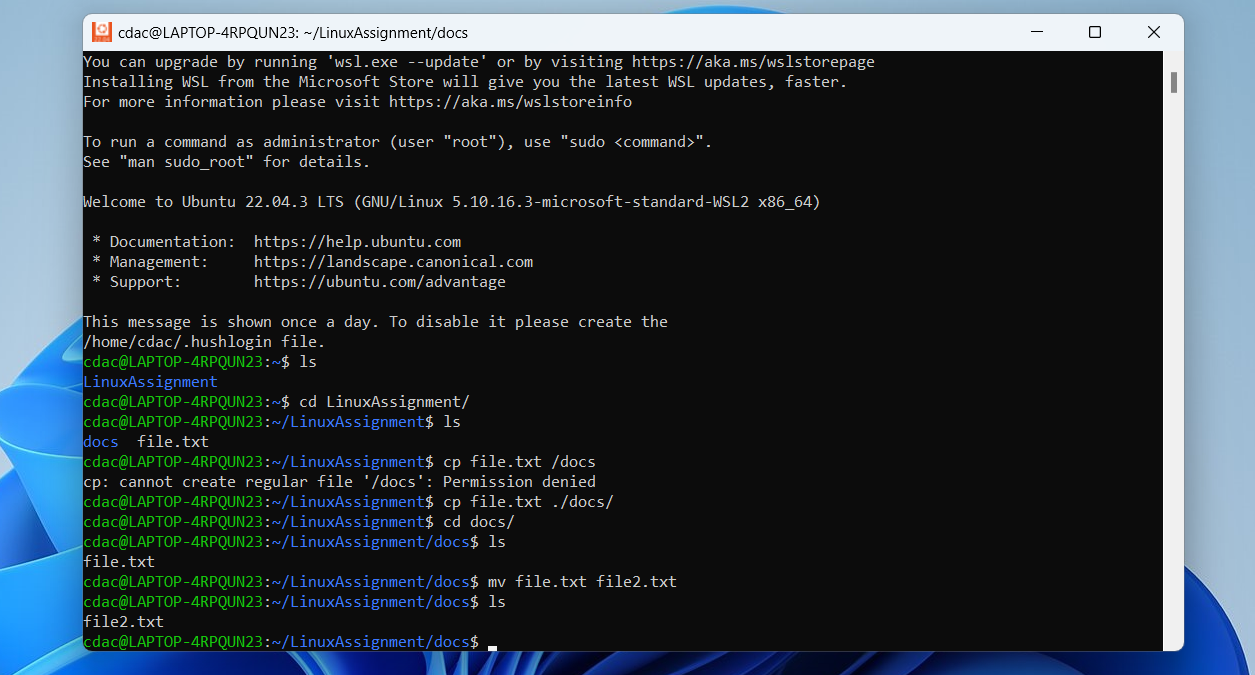 cdac@LAPTOP-4RPQUN23: ~/LinuxAssignment/docs
You can upgrade by running 'wsl.exe --update' or by visiting https://aka.ms/wslstorepage
Installing WSL from the Microsoft Store will give you the latest WSL updates, faster.
For more information please visit https://aka.ms/wslstoreinfo
To run a command as administrator (user "root"), use "sudo <command>".
See "man sudo_root" for details.
Welcome to Ubuntu 22.04.3 LTS (GNU/Linux 5.10.16.3-microsoft-standard-WSL2 x86_64)
* Documentation:  https://help.ubuntu.com
* Management:     https://landscape.canonical.com
* Support:        https://ubuntu.com/advantage
This message is shown once a day. To disable it please create the
/home/cdac/.hushlogin file.
cdac@LAPTOP-4RPQUN23:~$ ls
LinuxAssignment
cdac@LAPTOP-4RPQUN23:~$ cd LinuxAssignment/
cdac@LAPTOP-4RPQUN23:~/LinuxAssignment$ ls
docs  file.txt
cdac@LAPTOP-4RPQUN23:~/LinuxAssignment$ cp file.txt /docs
cp: cannot create regular file '/docs': Permission denied
cdac@LAPTOP-4RPQUN23:~/LinuxAssignment$ cp file.txt ./docs/
cdac@LAPTOP-4RPQUN23:~/LinuxAssignment$ cd docs/
cdac@LAPTOP-4RPQUN23:~/LinuxAssignment/docs$ ls
file.txt
cdac@LAPTOP-4RPQUN23:~/LinuxAssignment/docs$ mv file.txt file2.txt
cdac@LAPTOP-4RPQUN23:~/LinuxAssignment/docs$ ls
file2.txt
cdac@LAPTOP-4RPQUN23:~/LinuxAssignment/docs$